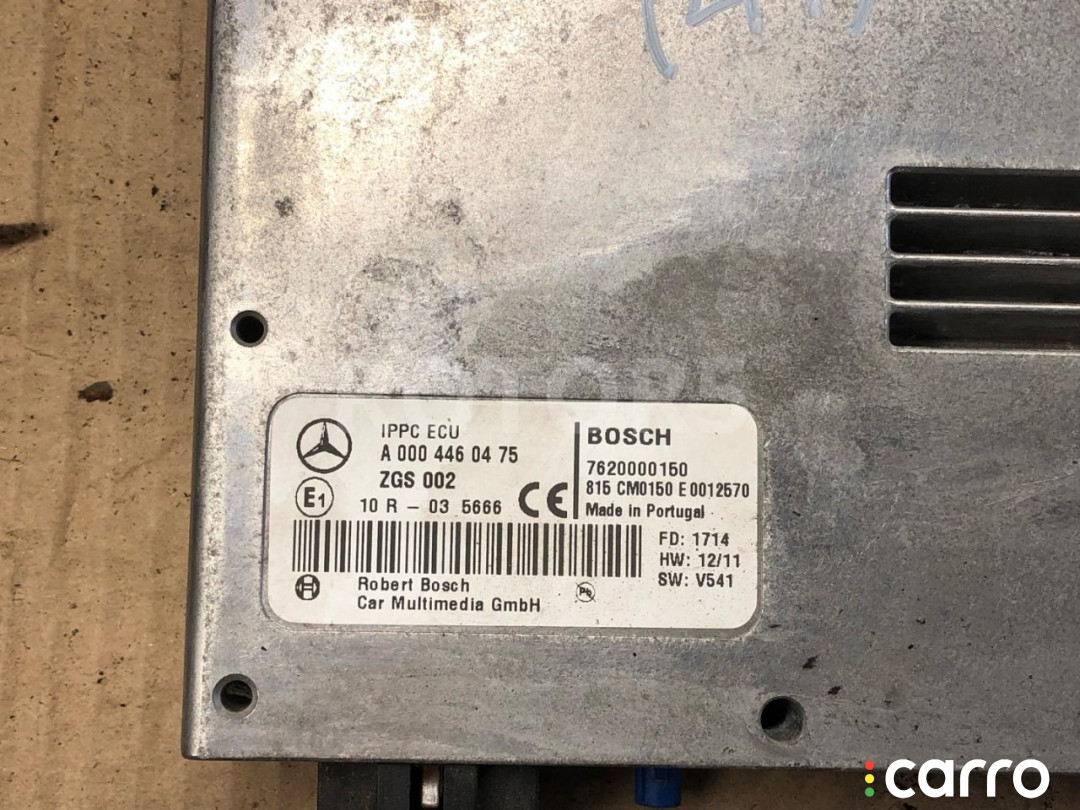 IPPC ECU
A 000 446 04 75
ZGS 002
E1
10 R - 03 5666
CE
BOSCH
7620000150
815 CM0150 E 0012570
Made in Portugal
FD: 1714
HW: 12/11
SW: V541
Robert Bosch
Car Multimedia GmbH
Pb
carro